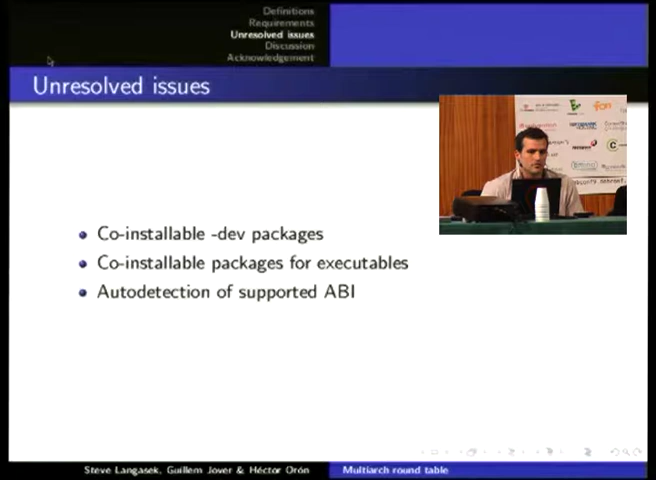 Definitions
Requirements
Unresolved issues
Discussion
Acknowledgement
Unresolved issues
Co-installable -dev packages
Co-installable packages for executables
Autodetection of supported ABI
fon
Steve Langasek, Guillem Jover & Héctor Orón
Multiarch round table